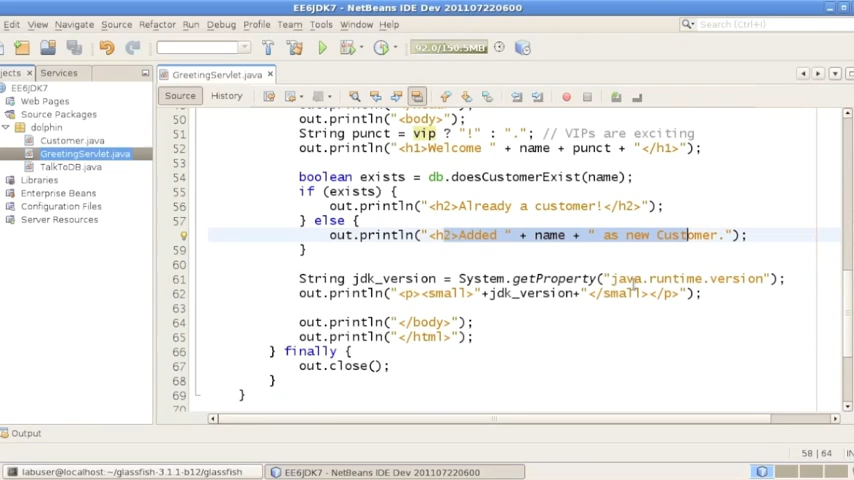 EE6JDK7 - NetBeans IDE Dev 201107220600
Edit View Navigate Source Refactor Run Debug Profile Team Tools Window Help
Search (Ctrl+I)
92.0/150.5MB
Services
GreetingServlet.java
Source History
EE6JDK7
Web Pages
Source Packages
dolphin
Customer.java
GreetingServlet.java
TalkToDB.java
Libraries
Enterprise Beans
Configuration Files
Server Resources
50 out.println("<body>");
51 String punct = vip ? "!" : "."; // VIPs are exciting
52 out.println("<h1>Welcome " + name + punct + "</h1>");
53
54 boolean exists = db.doesCustomerExist(name);
55 if (exists) {
56 out.println("<h2>Already a customer!</h2>");
57 } else {
out.println("<h2>Added " + name + " as new Customer.");
59 }
60
61 String jdk_version = System.getProperty("java.runtime.version");
62 out.println("<p><small>"+jdk_version+"</small></p>");
63
64 out.println("</body>");
65 out.println("</html>");
66 } finally {
67 out.close();
68 }
69 }
Output
58 | 64
labuser@localhost:~/glassfish-3.1.1-b12/glassfish
EE6JDK7 - NetBeans IDE Dev 201107220600